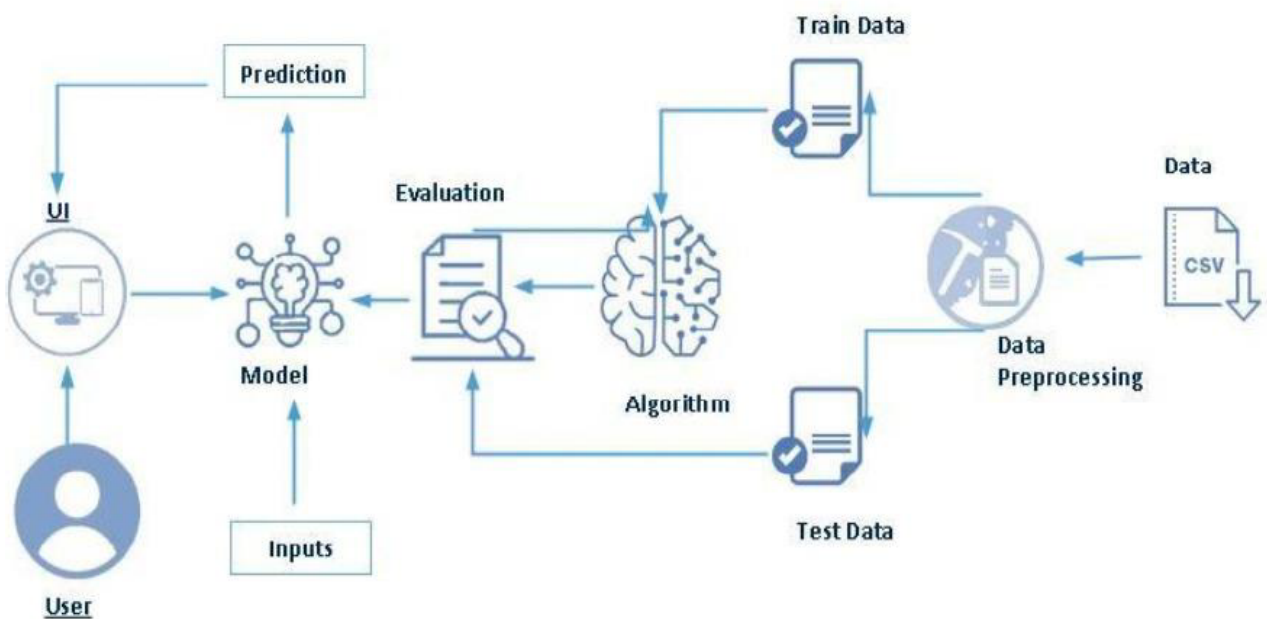 Train Data
Prediction
Data
Evaluation
UI
CSV
Data
Preprocessing
Model
Algorithm
Test Data
Inputs
User